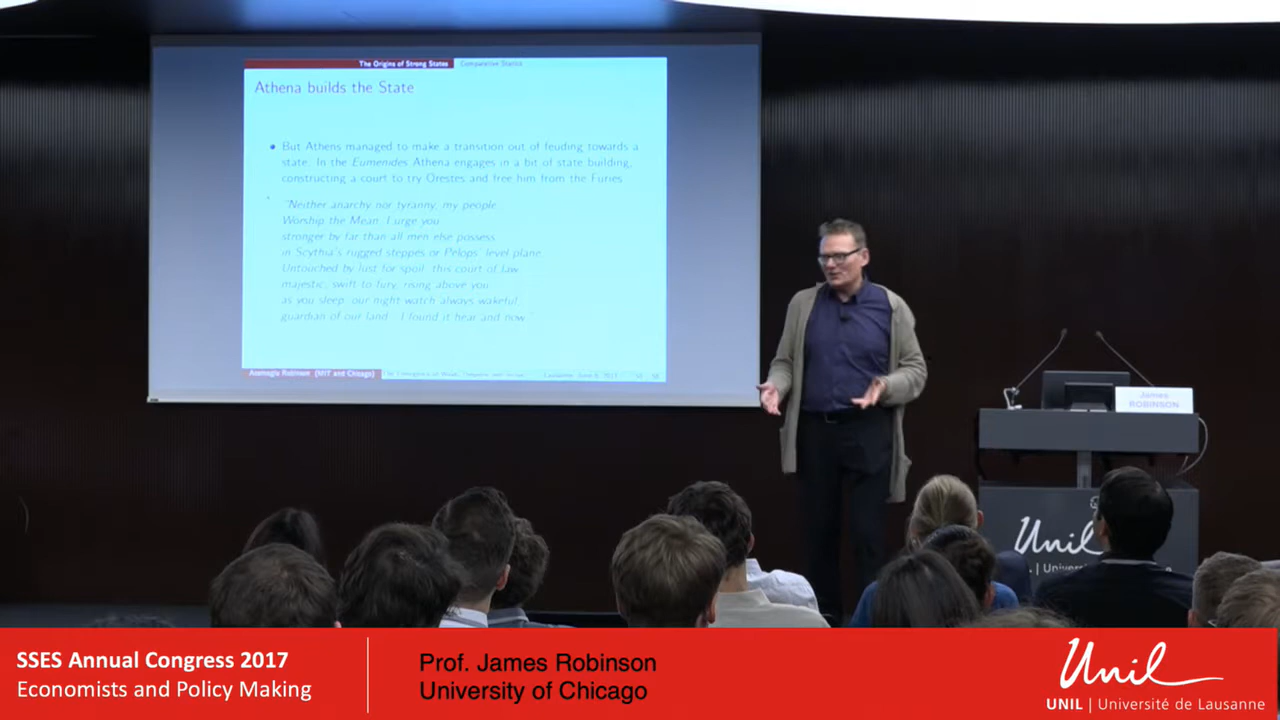 The Origins of Strong States Comparative Statics
Athena builds the State
But Athens managed to make a transition out of feuding towards a
state. In the Eumenides Athena engages in a bit of state building,
constructing a court to try Orestes and free him from the Furies
"Neither anarchy nor tyranny, my people
Worship the Mean. I urge you
stronger by far than all men else possess
in Scythia's rugged steppes or Pelops' level plane
Untouched by lust for spoil, this court of law
majestic, swift to fury, rising above you
as you sleep, our night watch always wakeful,
guardian of our land. I found it hear and now."
Acemoglu Robinson (MIT and Chicago)
James
ROBINSON
Unil
SSES Annual Congress 2017
Economists and Policy Making
Prof. James Robinson
University of Chicago
Unil
UNIL | Université de Lausanne